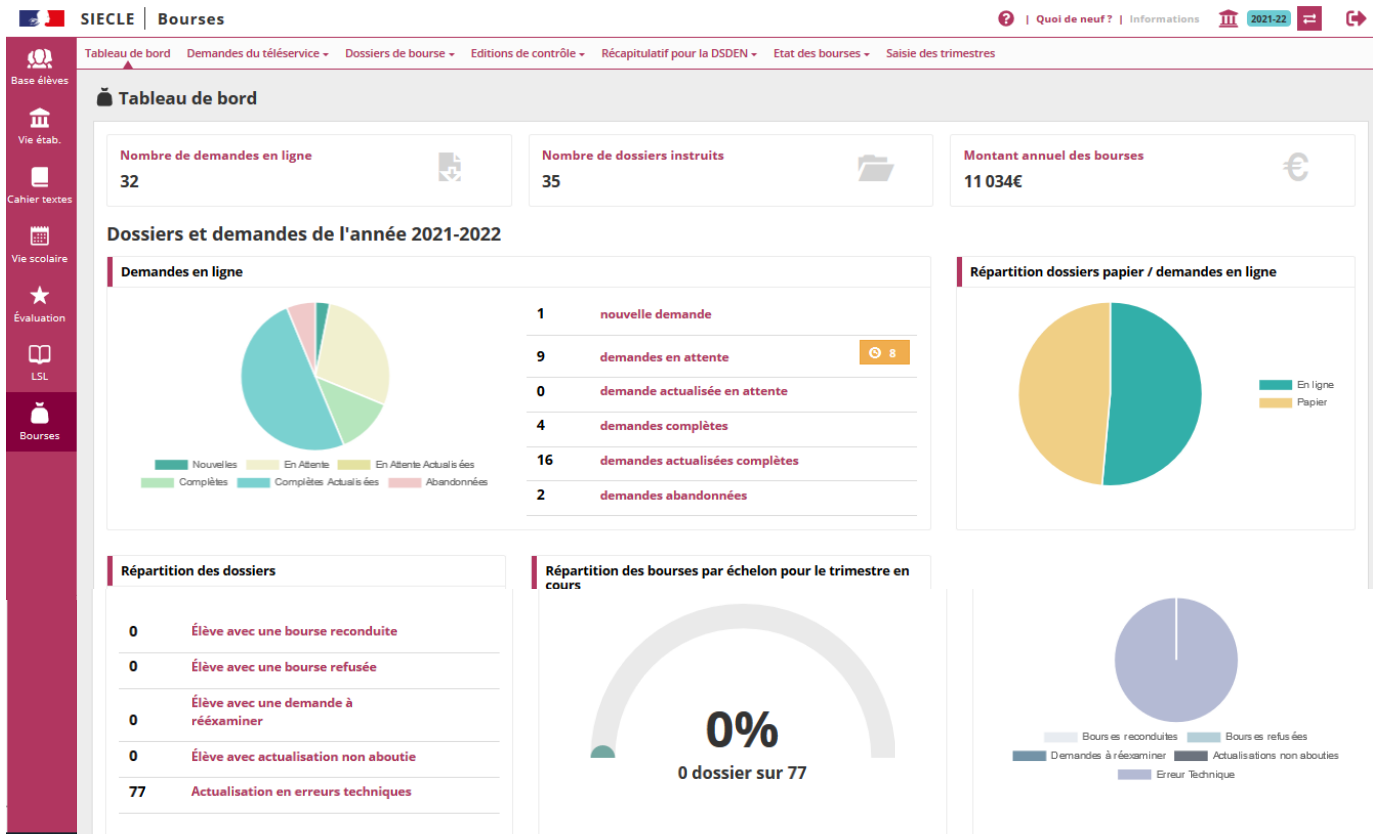 SIECLE Bourses
? | Quoi de neuf ? | Informations 2021-22
Tableau de bord Demandes du téléservice Dossiers de bourse Editions de contrôle Récapitulatif pour la DSDEN Etat des bourses Saisie des trimestres
Base élèves
Vie étab.
Cahier textes
Vie scolaire
Évaluation
LSL
Bourses
Tableau de bord
Nombre de demandes en ligne
32
Nombre de dossiers instruits
35
Montant annuel des bourses
11 034€
€
Dossiers et demandes de l'année 2021-2022
Demandes en ligne
Nouvelles En Attente En Attente Actualisées
Complètes Complètes Actualisées Abandonnées
1 nouvelle demande
9 demandes en attente 8
0 demande actualisée en attente
4 demandes complètes
16 demandes actualisées complètes
2 demandes abandonnées
Répartition dossiers papier / demandes en ligne
En ligne
Papier
Répartition des dossiers
0 Élève avec une bourse reconduite
0 Élève avec une bourse refusée
0 Élève avec une demande à
rééxaminer
0 Élève avec actualisation non aboutie
77 Actualisation en erreurs techniques
Répartition des bourses par échelon pour le trimestre en
cours
0%
0 dossier sur 77
Bourses reconduites Bourses refusées
Demandes à réexaminer Actualisations non abouties
Erreur Technique